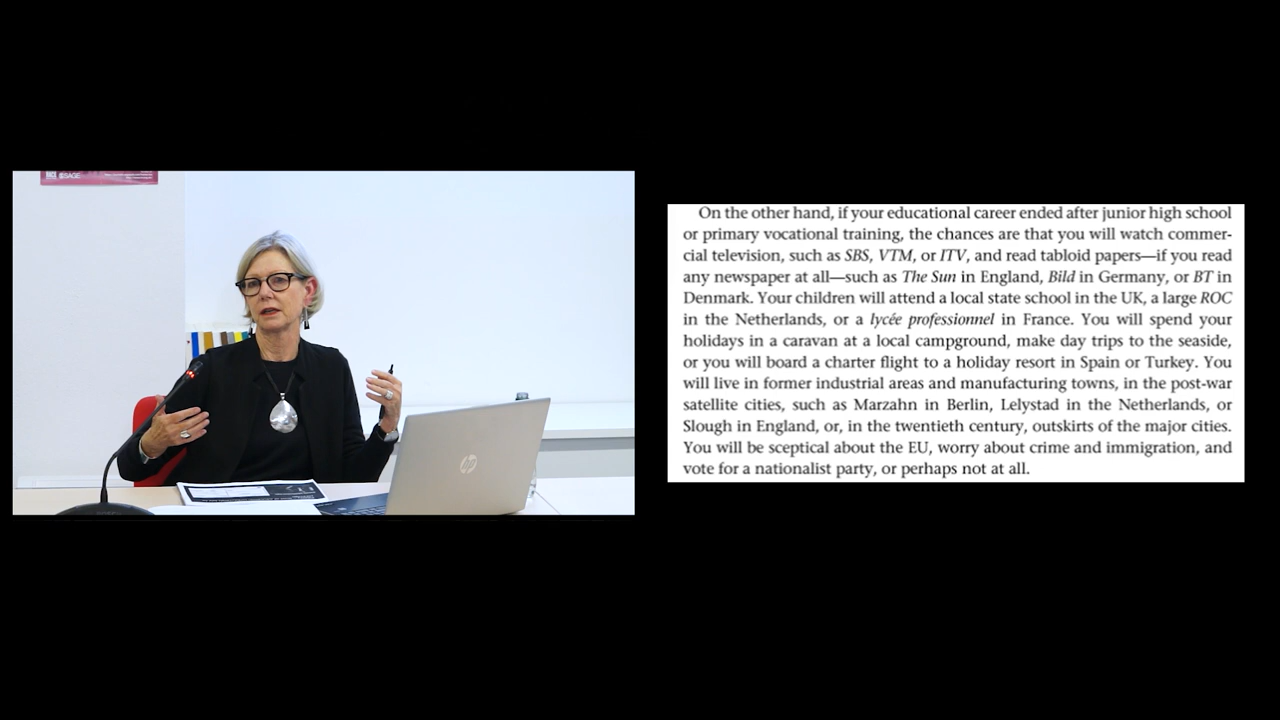 SAGE
hp
On the other hand, if your educational career ended after junior high school
or primary vocational training, the chances are that you will watch commer-
cial television, such as SBS, VTM, or ITV, and read tabloid papers—if you read
any newspaper at all—such as The Sun in England, Bild in Germany, or BT in
Denmark. Your children will attend a local state school in the UK, a large ROC
in the Netherlands, or a lycée professionnel in France. You will spend your
holidays in a caravan at a local campground, make day trips to the seaside,
or you will board a charter flight to a holiday resort in Spain or Turkey. You
will live in former industrial areas and manufacturing towns, in the post-war
satellite cities, such as Marzahn in Berlin, Lelystad in the Netherlands, or
Slough in England, or, in the twentieth century, outskirts of the major cities.
You will be sceptical about the EU, worry about crime and immigration, and
vote for a nationalist party, or perhaps not at all.